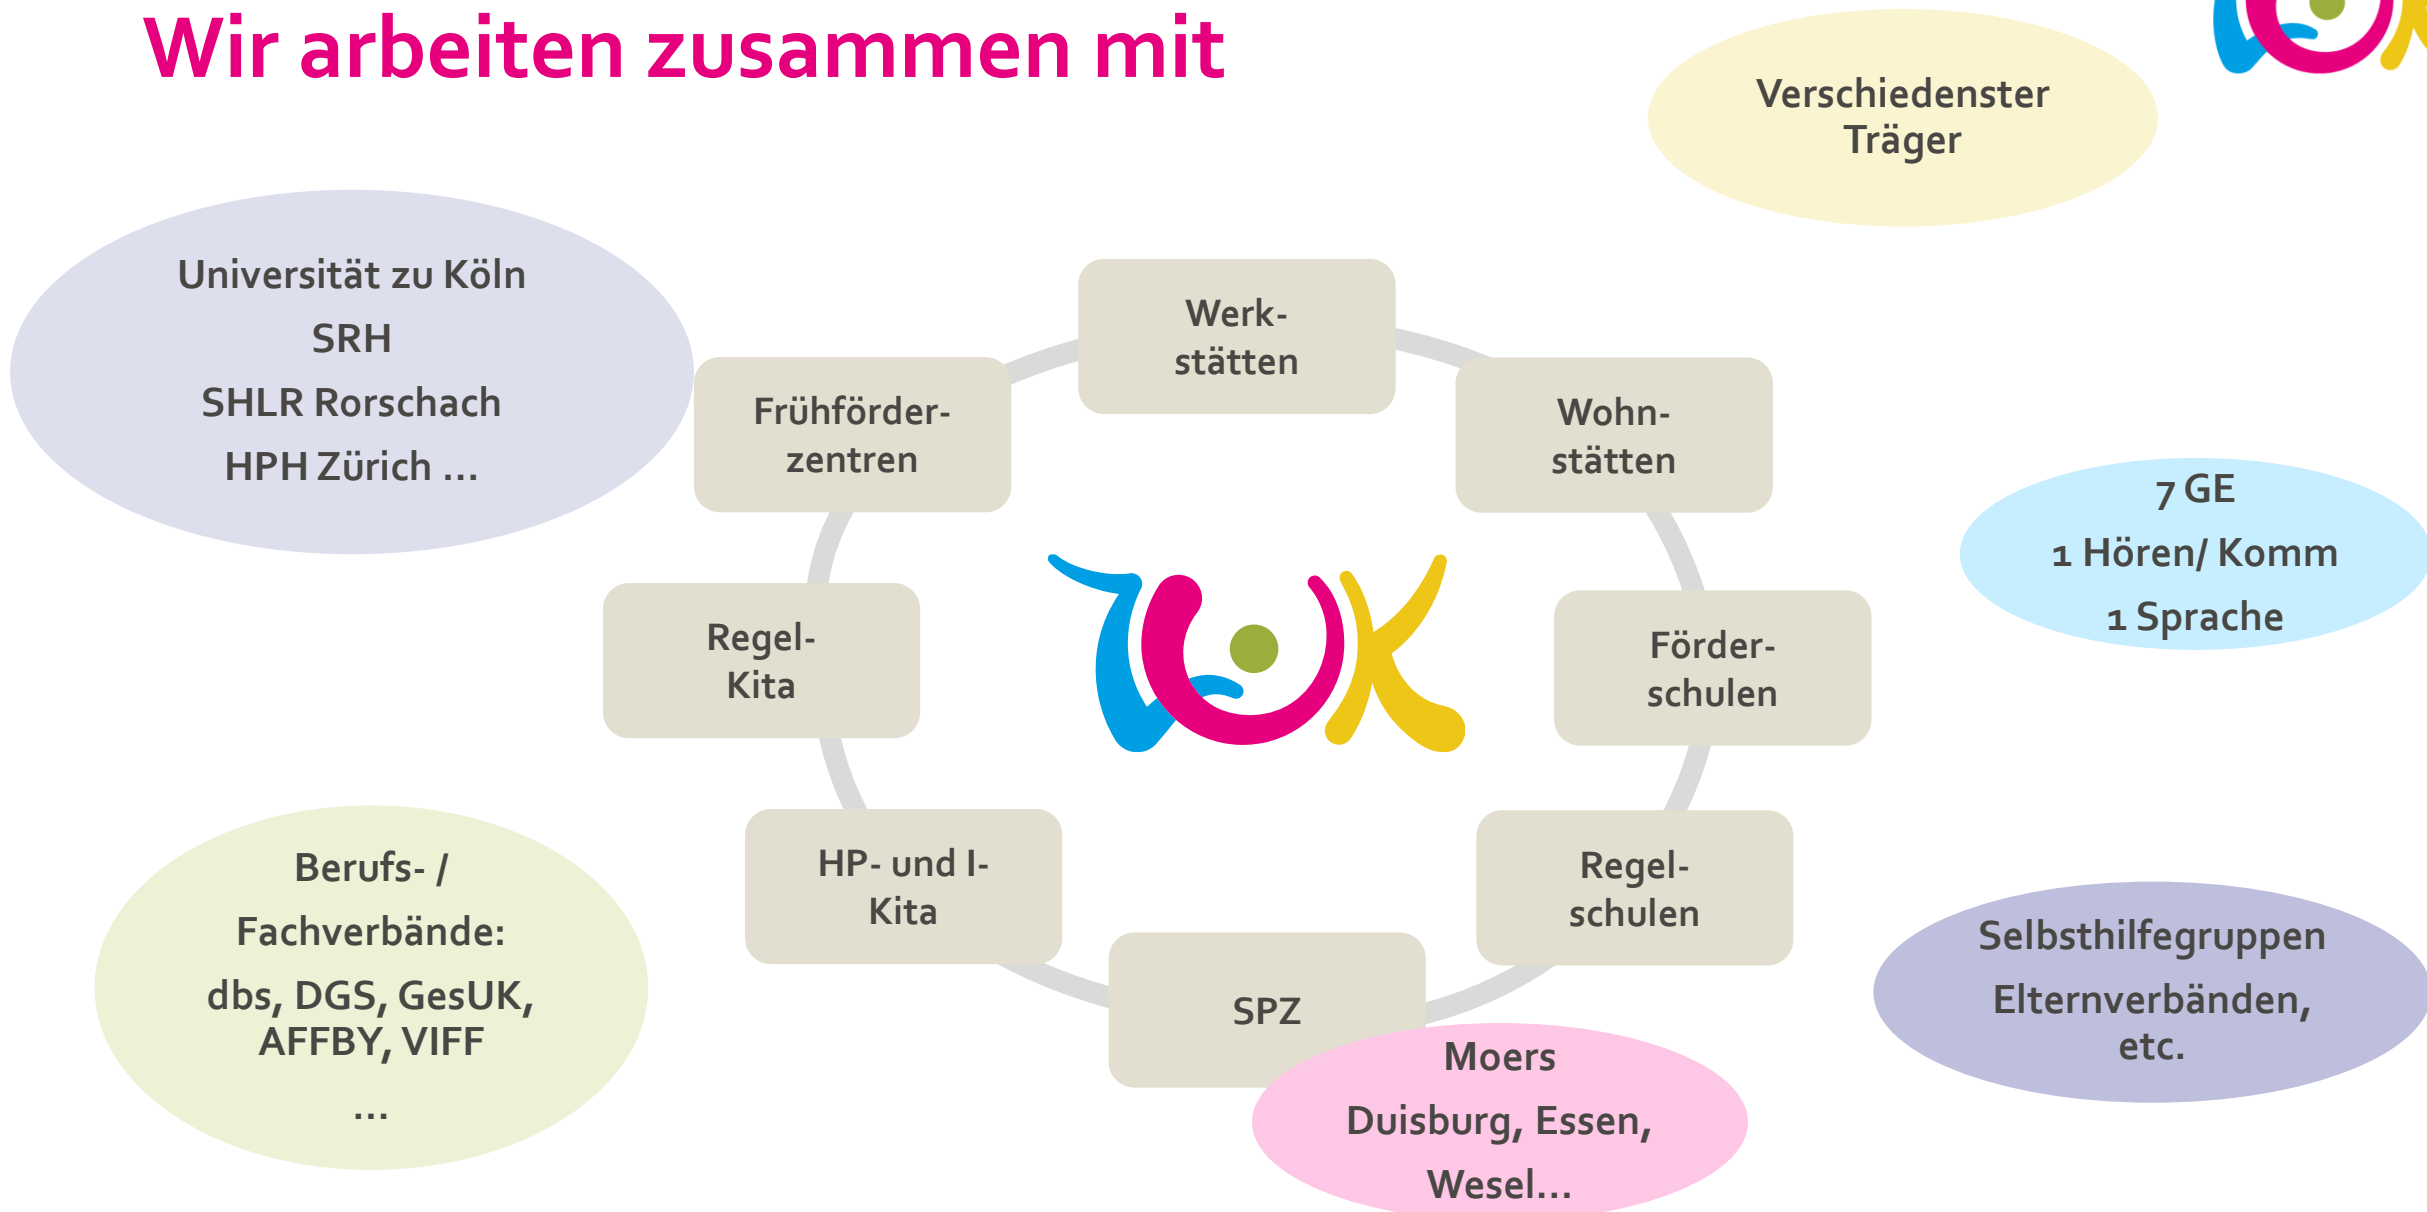 Wir arbeiten zusammen mit
Verschiedenster
Träger
Universität zu Köln
SRH
SHLR Rorschach
HPH Zürich ...
Werk-
stätten
Frühförder-
zentren
Wohn-
stätten
7 GE
1 Hören/ Komm
1 Sprache
Regel-
Kita
ZUK
Förder-
schulen
HP- und I-
Kita
Regel-
schulen
Berufs- /
Fachverbände:
dbs, DGS, GesUK,
AFFBY, VIFF
...
SPZ
Selbsthilfegruppen
Elternverbänden,
etc.
Moers
Duisburg, Essen,
Wesel...